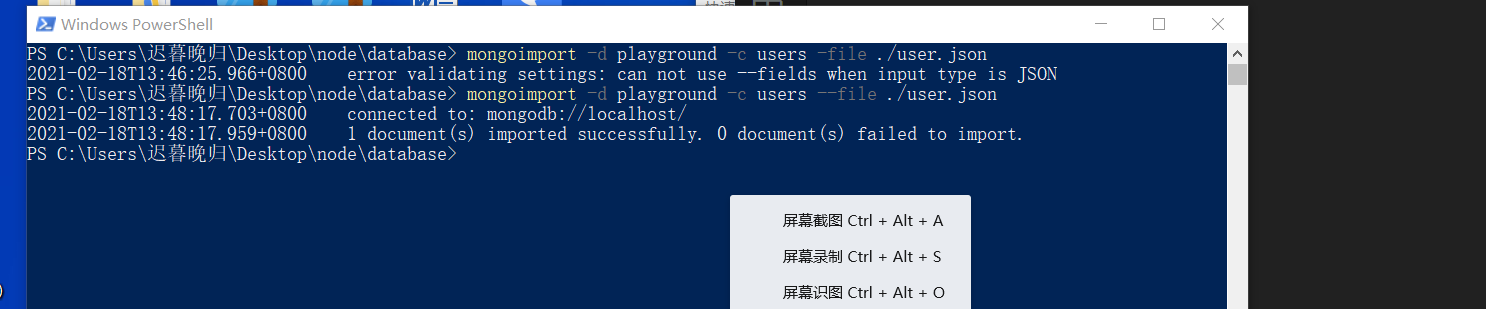 Windows PowerShell
PS C:\Users\迟暮晚归\Desktop\node\database> mongoimport -d playground -c users -file ./user.json
2021-02-18T13:46:25.966+0800    error validating settings: can not use --fields when input type is JSON
PS C:\Users\迟暮晚归\Desktop\node\database> mongoimport -d playground -c users --file ./user.json
2021-02-18T13:48:17.703+0800    connected to: mongodb://localhost/
2021-02-18T13:48:17.959+0800    1 document(s) imported successfully. 0 document(s) failed to import.
PS C:\Users\迟暮晚归\Desktop\node\database>
屏幕截图 Ctrl + Alt + A
屏幕录制 Ctrl + Alt + S
屏幕识图 Ctrl + Alt + O